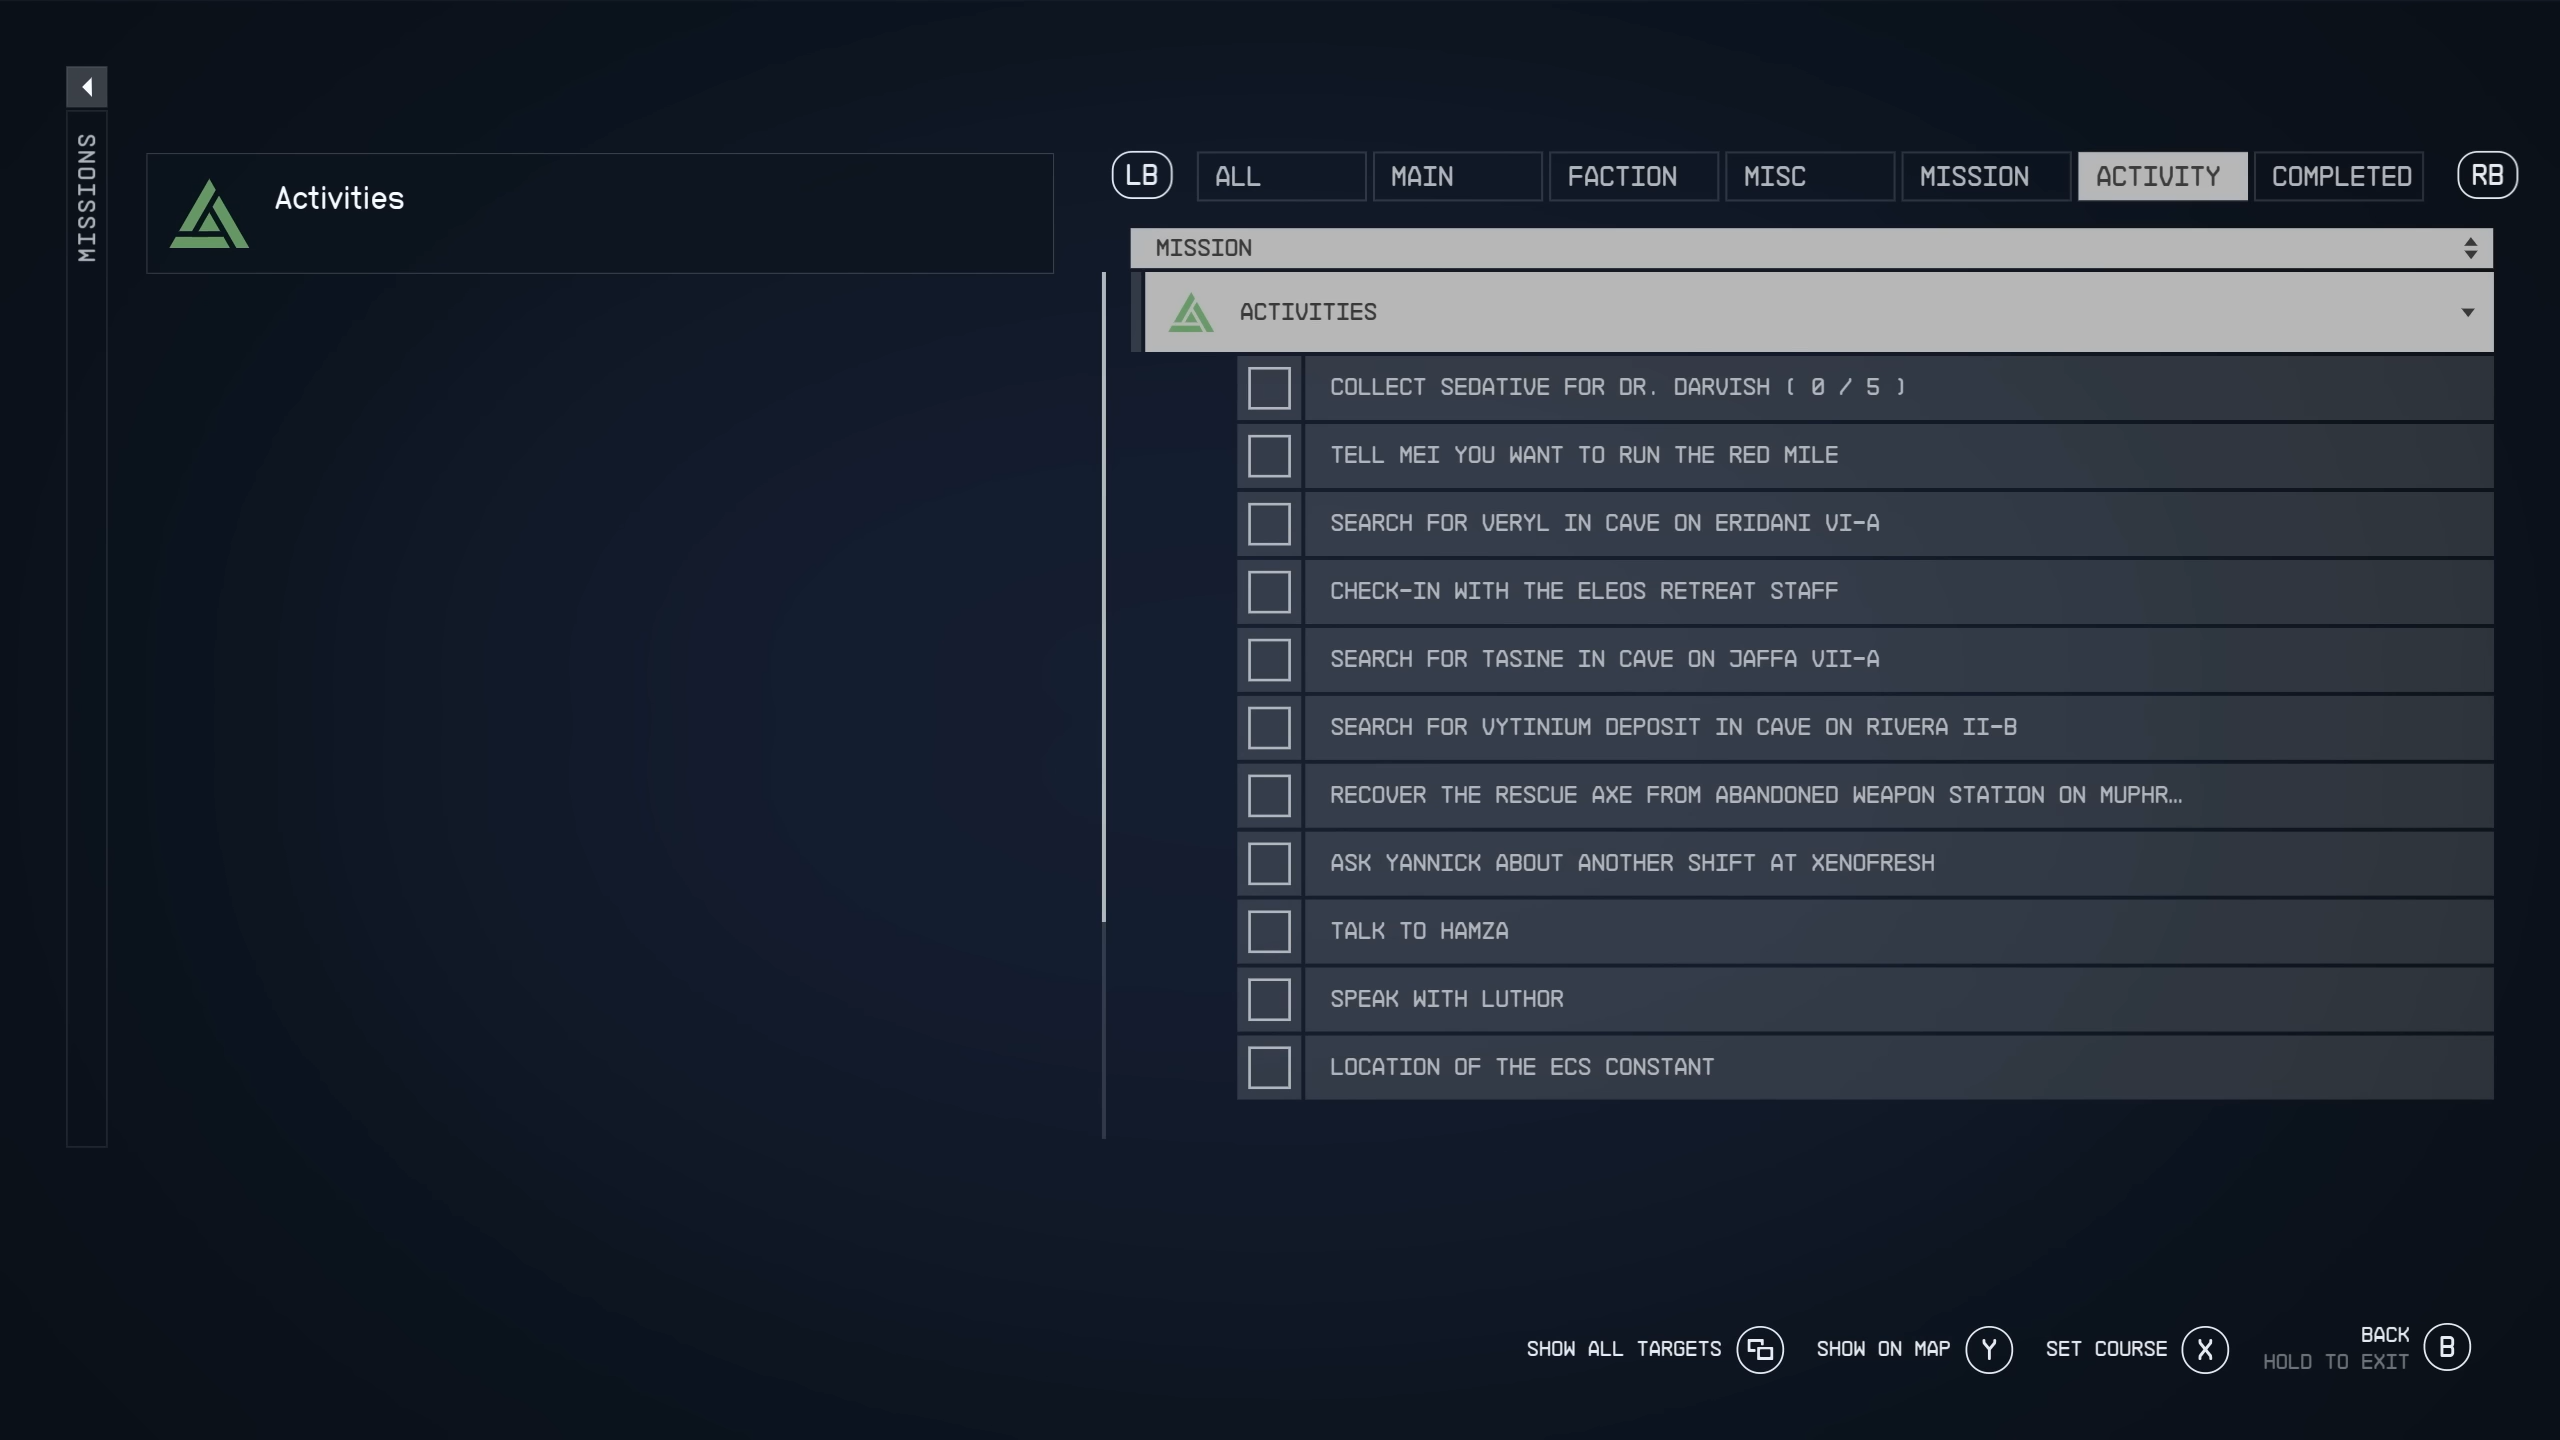 MISSIONS
Activities
LB
ALL
MAIN
FACTION
MISC
MISSION
ACTIVITY
COMPLETED
RB
MISSION
ACTIVITIES
COLLECT SEDATIVE FOR DR. DARVISH ( 0 / 5 )
TELL MEI YOU WANT TO RUN THE RED MILE
SEARCH FOR VERYL IN CAVE ON ERIDANI VI-A
CHECK-IN WITH THE ELEOS RETREAT STAFF
SEARCH FOR TASINE IN CAVE ON JAFFA VII-A
SEARCH FOR VYTINIUM DEPOSIT IN CAVE ON RIVERA II-B
RECOVER THE RESCUE AXE FROM ABANDONED WEAPON STATION ON MUPHR...
ASK YANNICK ABOUT ANOTHER SHIFT AT XENOFRESH
TALK TO HAMZA
SPEAK WITH LUTHOR
LOCATION OF THE ECS CONSTANT
SHOW ALL TARGETS
SHOW ON MAP Y
SET COURSE X
BACK B
HOLD TO EXIT